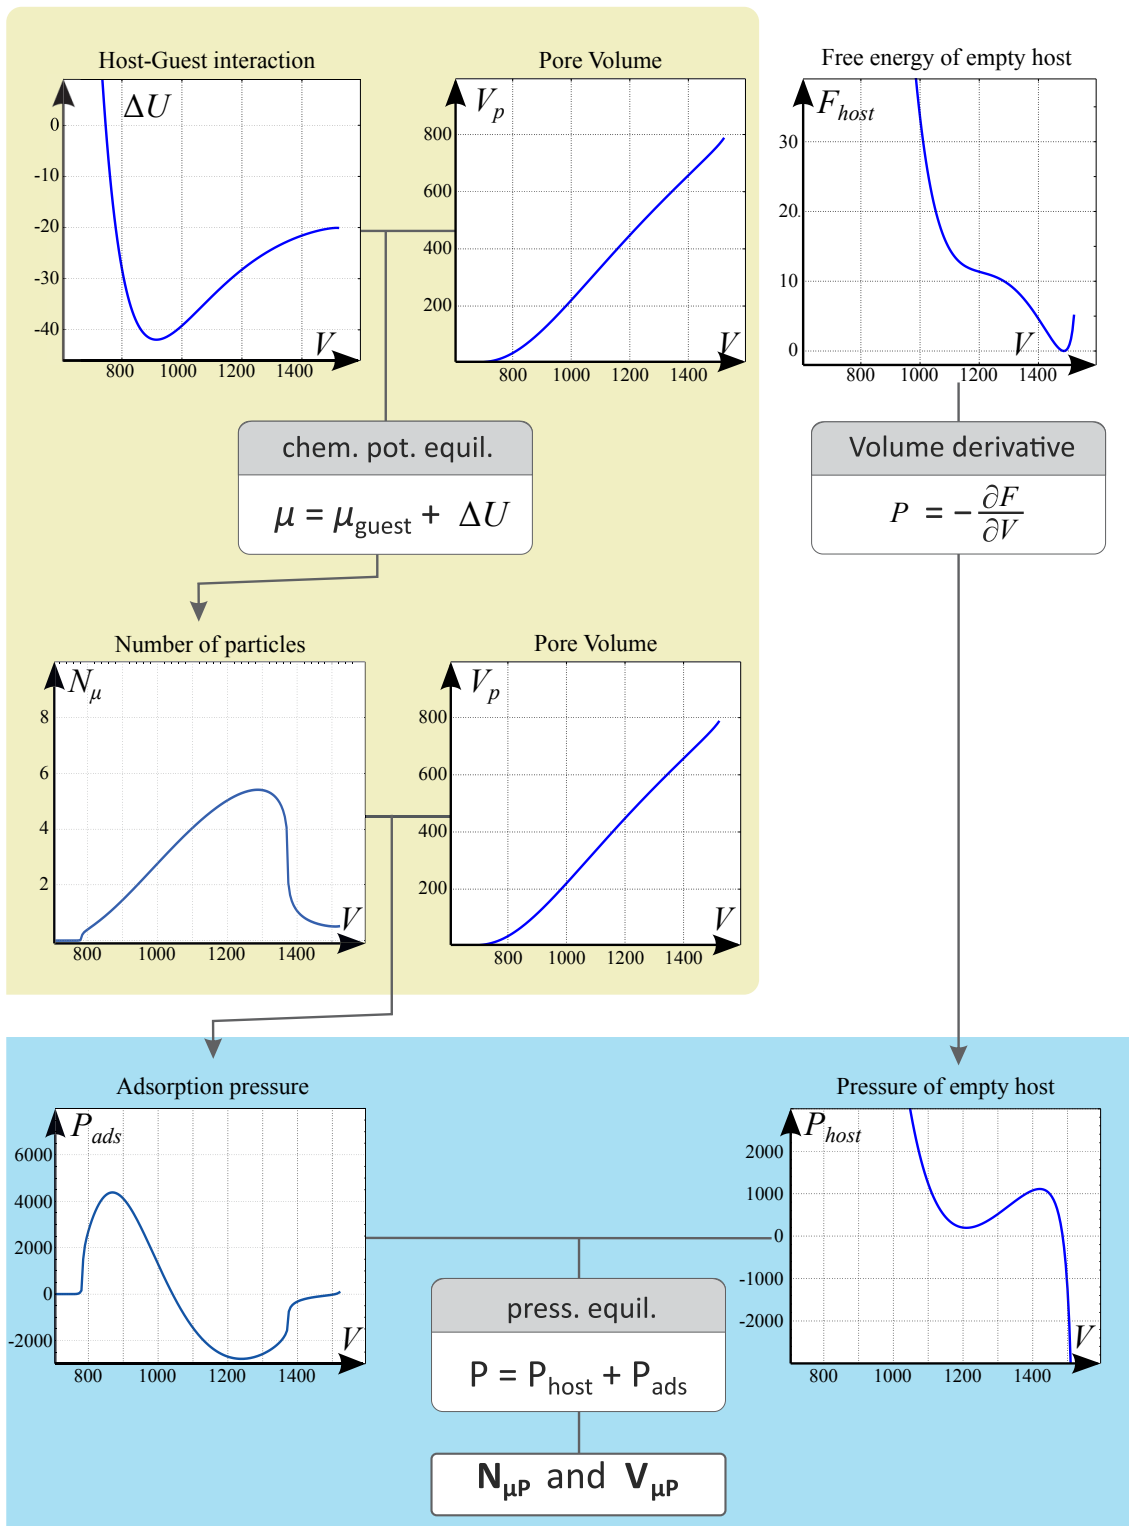 Host-Guest interaction
ΔU
0
-10
-20
-30
-40
V
800 1000 1200 1400
Pore Volume
Vₚ
800
600
400
200
V
800 1000 1200 1400
Free energy of empty host
F_host
30
20
10
0
V
800 1000 1200 1400
chem. pot. equil.
μ = μ_guest + ΔU
Volume derivative
P = − ∂F/∂V
Number of particles
N_μ
8
6
4
2
V
800 1000 1200 1400
Pore Volume
Vₚ
800
600
400
200
V
800 1000 1200 1400
Adsorption pressure
P_ads
6000
4000
2000
0
-2000
V
800 1000 1200 1400
Pressure of empty host
P_host
2000
1000
0
-1000
-2000
V
800 1000 1200 1400
press. equil.
P = P_host + P_ads
N_μP and V_μP